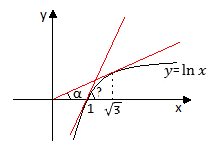 y
y=ln x
α ?
1 √3 x